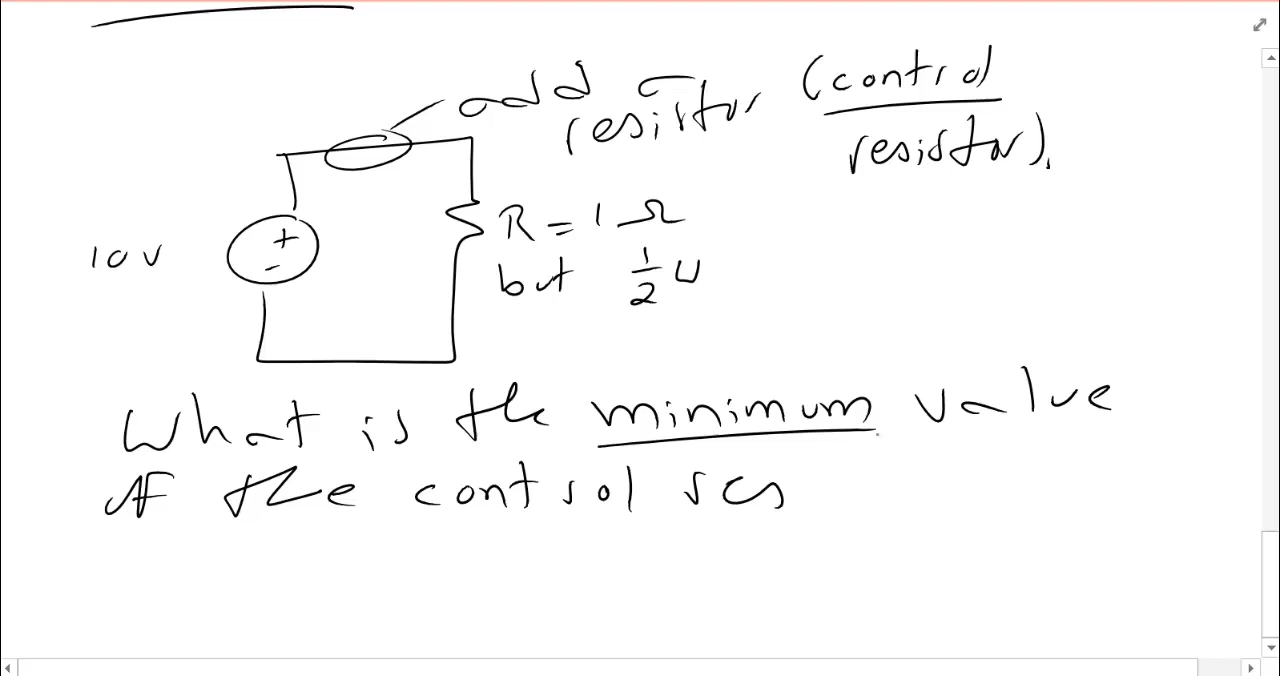 add a resistor (control resistor).
10V
+
-
R = 1 Ω
but 1/2 W
What is the minimum value
of the control res